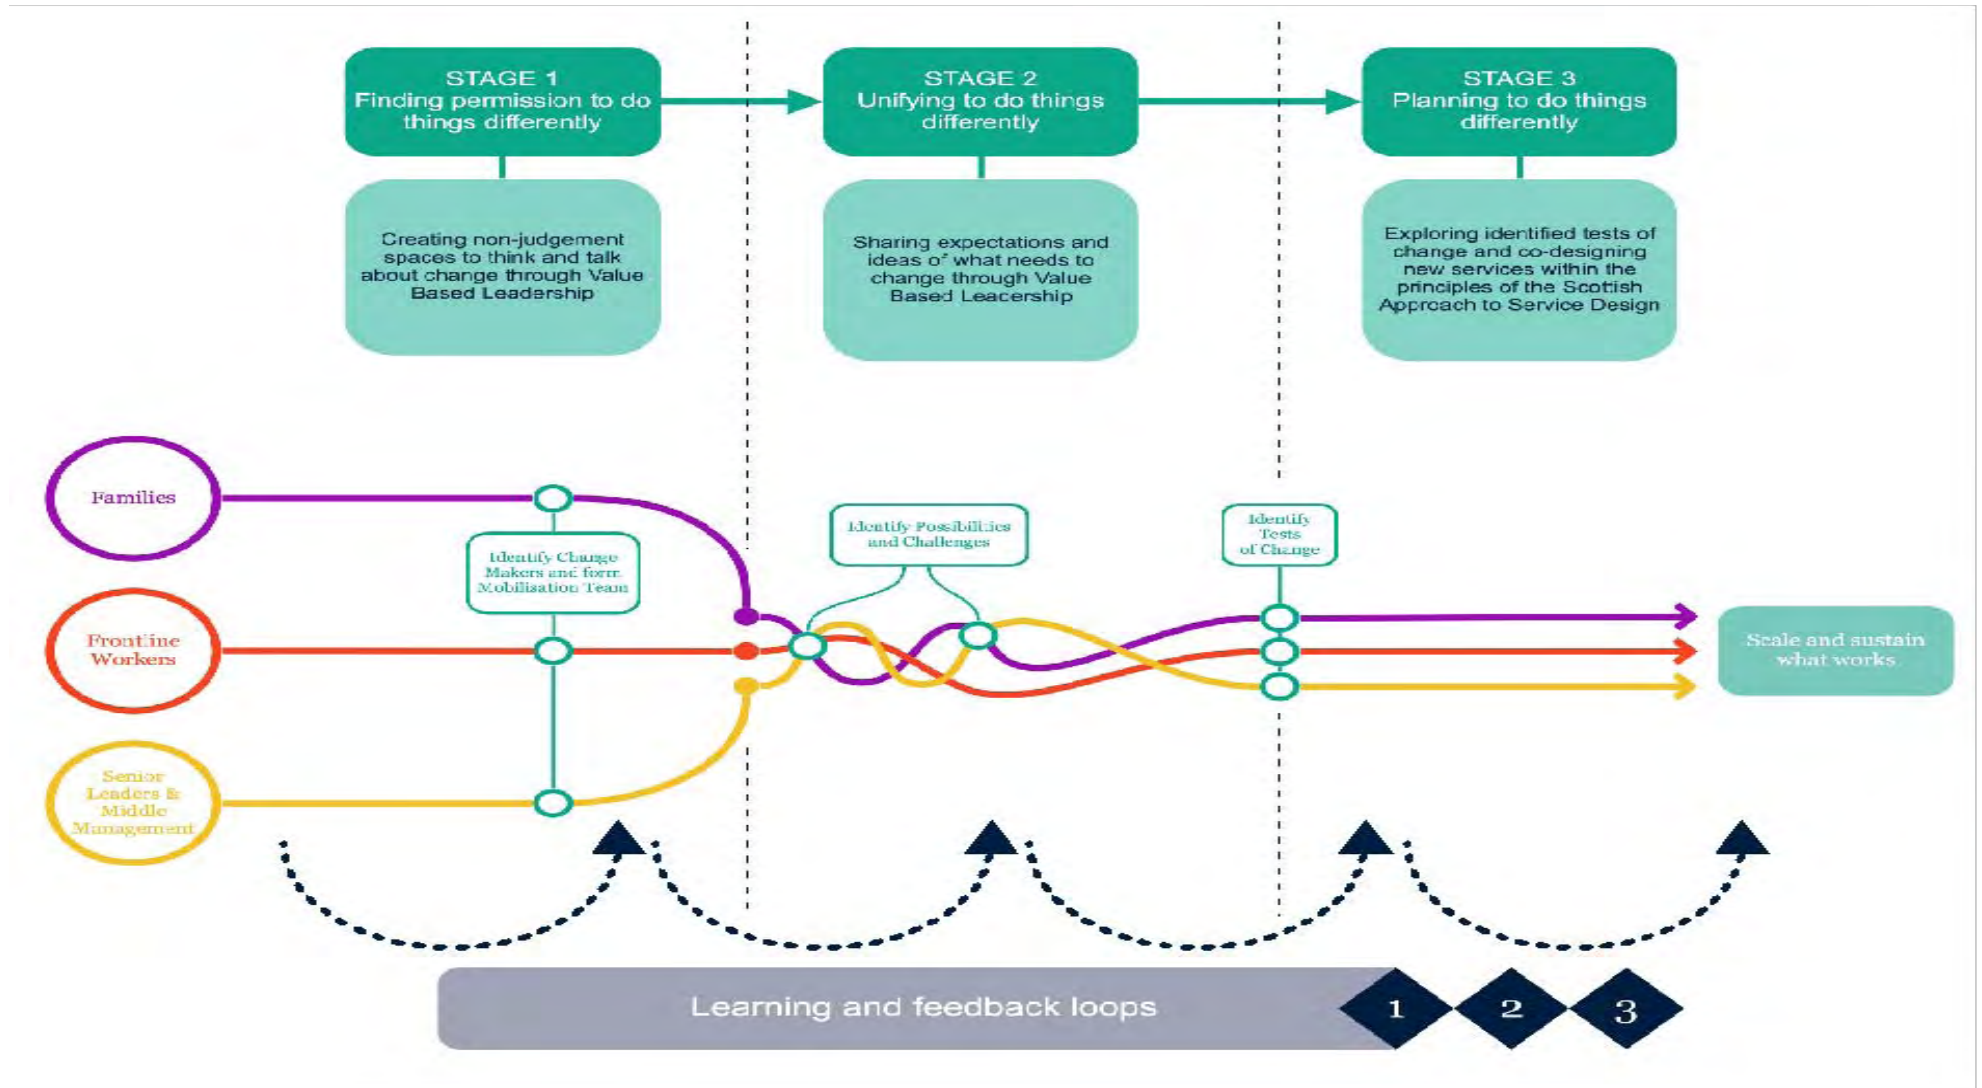 STAGE 1
Finding permission to do
things differently
STAGE 2
Unifying to do things
differently
STAGE 3
Planning to do things
differently
Creating non-judgement
spaces to think and talk
about change through Value
Based Leadership
Sharing expectations and
ideas of what needs to
change through Value
Based Leacership
Exploring identified tests of
change and co-designing
new services within the
principles of the Scottish
Approach to Service Design
Families
Identify Change
Makers and form
Mobilisation Team
Identify Possibilities
and Challenges
Identify
Tests
of Change
Frontline
Workers
Scale and sustain
what works
Senior
Leaders &
Middle
Management
Learning and feedback loops
1
2
3